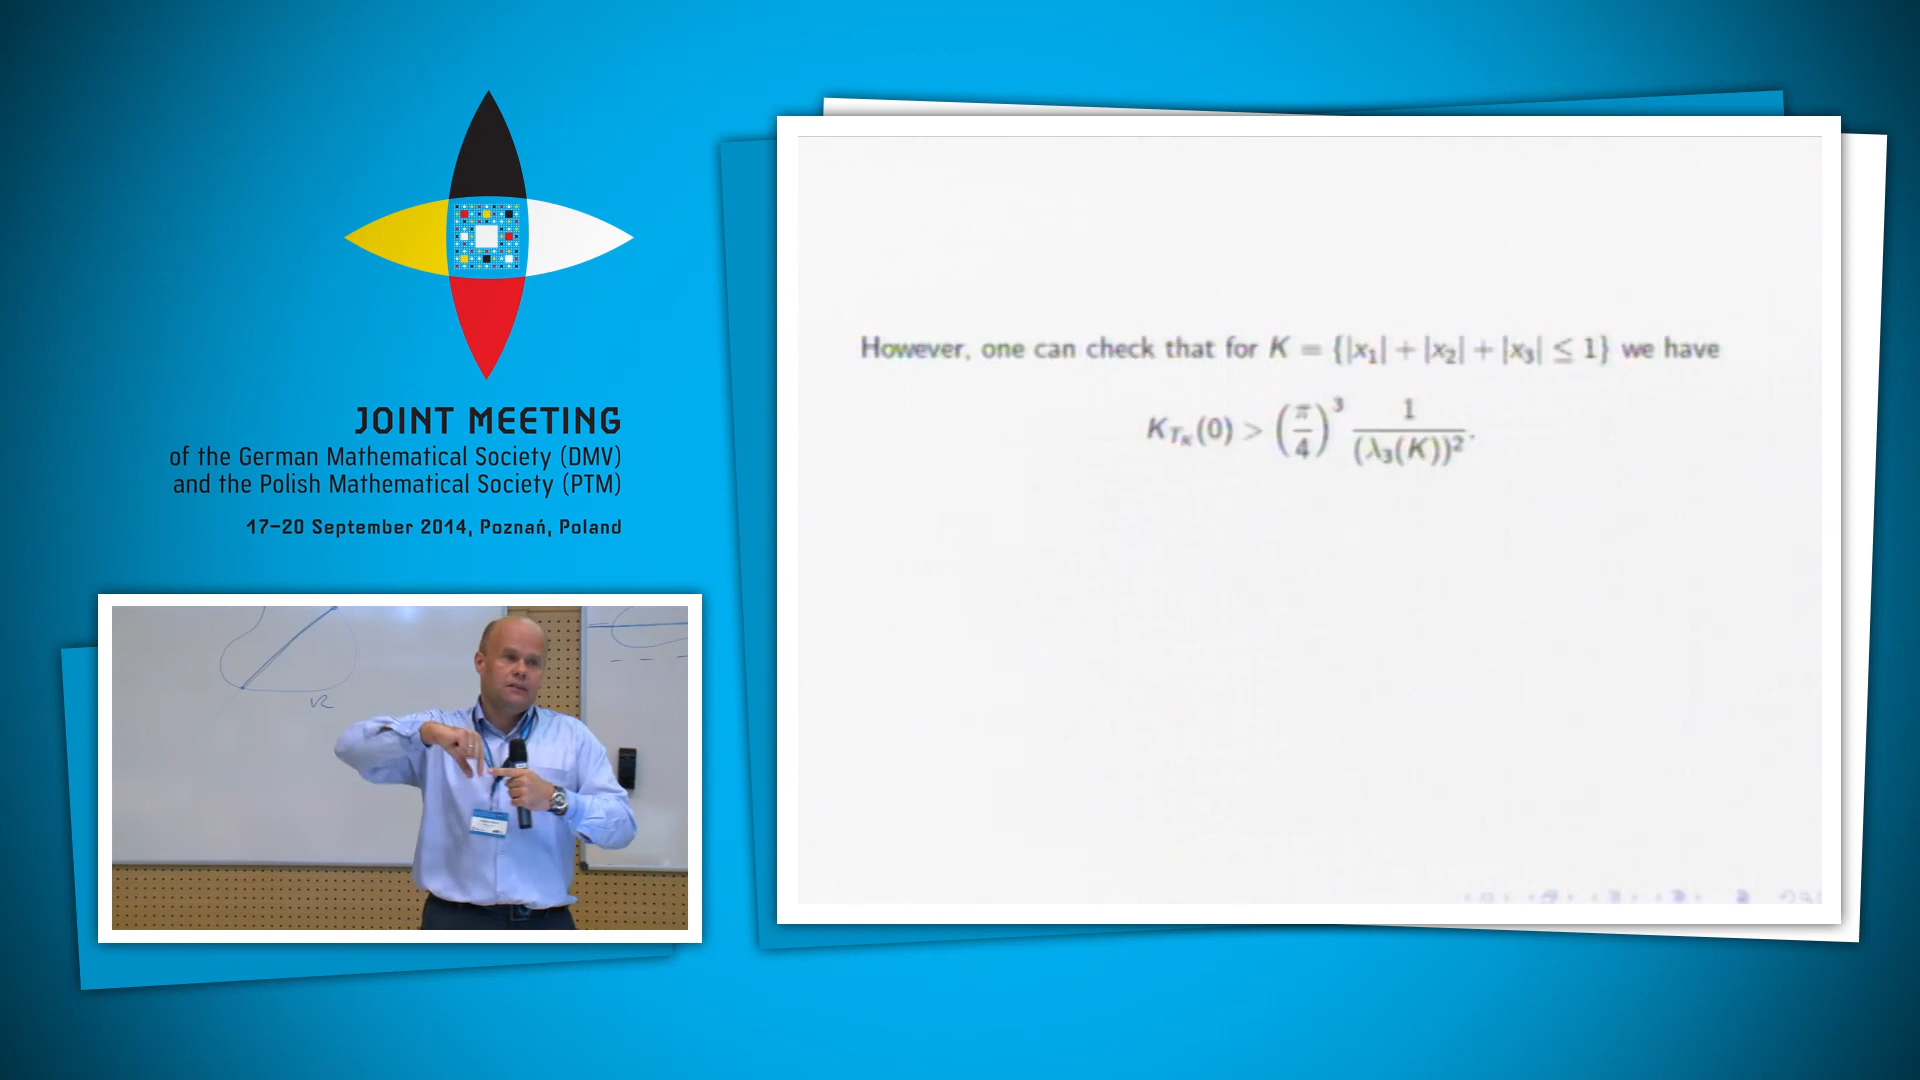 JOINT MEETING
of the German Mathematical Society (DMV)
and the Polish Mathematical Society (PTM)
17–20 September 2014, Poznań, Poland
However, one can check that for K = {|x₁| + |x₂| + |x₃| ≤ 1} we have
K_{T_K}(0) > (π/4)³ 1/(λ₃(K))².